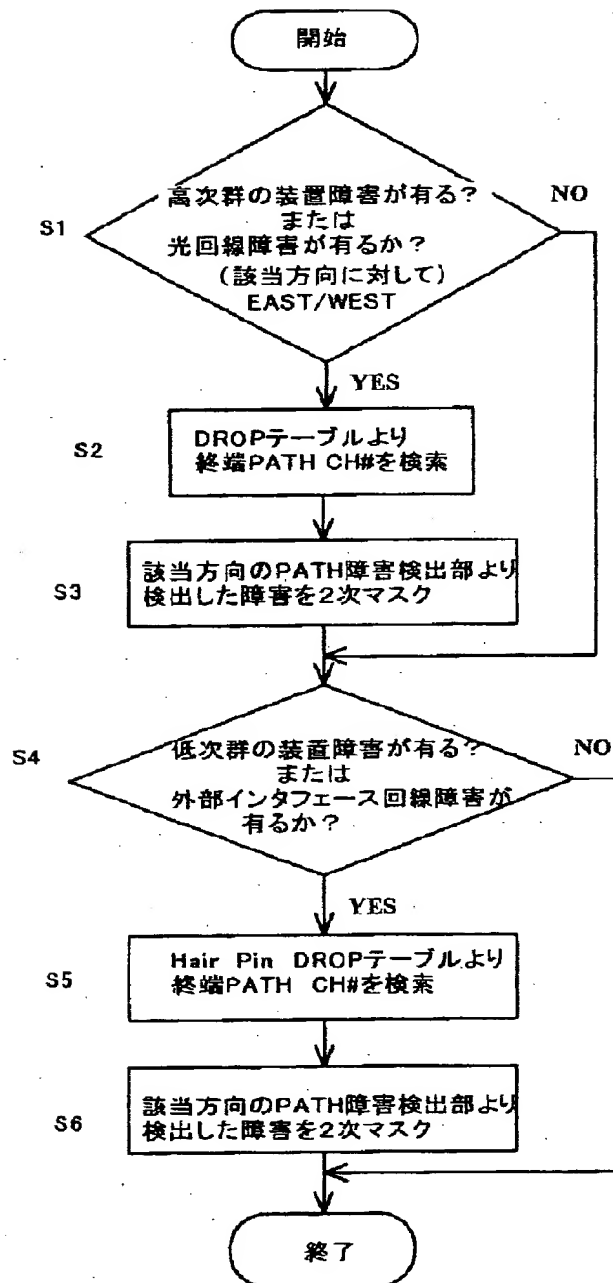 開始
高次群の装置障害が有る?
または
光回線障害が有るか?
(該当方向に対して)
EAST/WEST
S1
NO
YES
S2
DROPテーブルより
終端PATH CH#を検索
S3
該当方向のPATH障害検出部より
検出した障害を2次マスク
S4
低次群の装置障害が有る?
または
外部インタフェース回線障害が
有るか?
NO
YES
S5
Hair Pin DROPテーブルより
終端PATH CH#を検索
S6
該当方向のPATH障害検出部より
検出した障害を2次マスク
終了